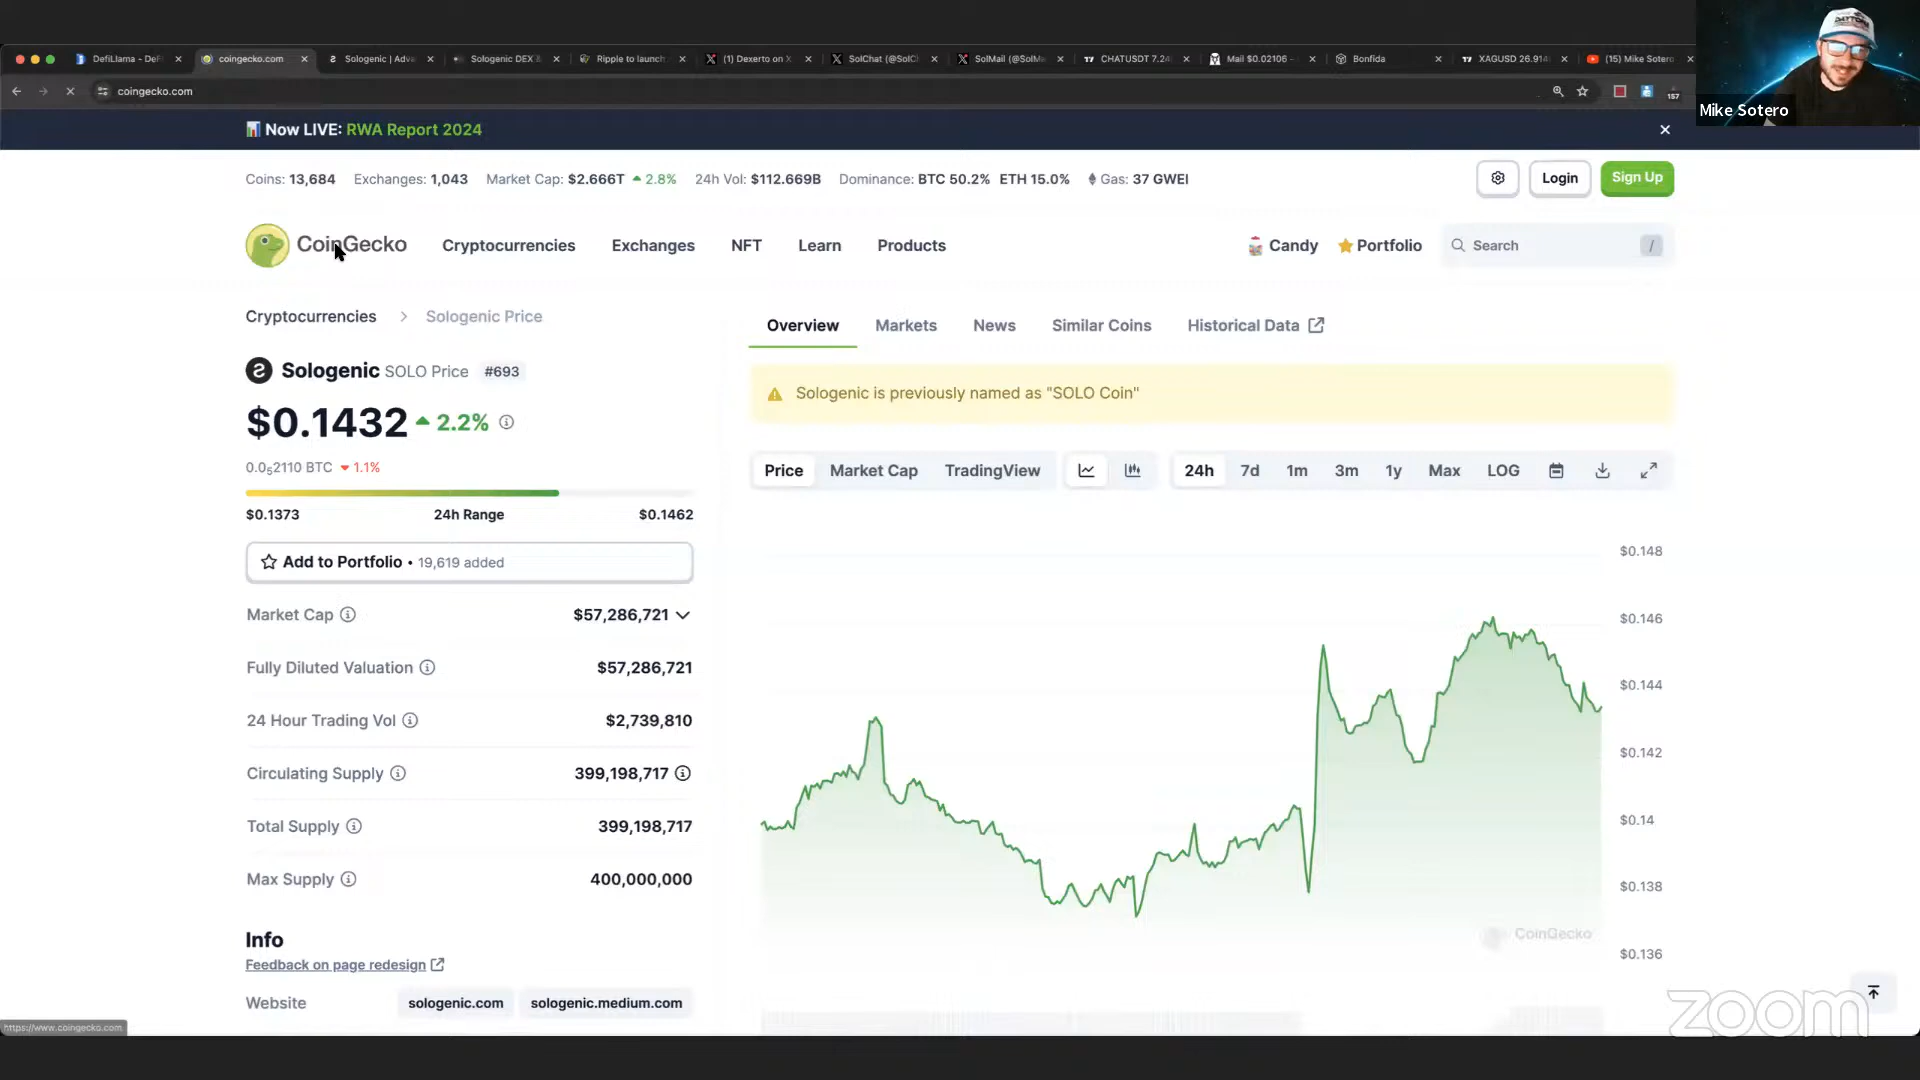 DefiLlama - DeF
coingecko.com
Sologenic | Adva
Sologenic DEX
Ripple to launch
(1) Dexerto on X
SolChat (@SolC
SolMail (@SolMa
CHATUSDT 7.24
Mail $0.02106 -
Bonfida
XAGUSD 26.914
(15) Mike Sotero
coingecko.com
157
DAYTONA
Mike Sotero
Now LIVE: RWA Report 2024
Coins: 13,684 Exchanges: 1,043 Market Cap: $2.666T 2.8% 24h Vol: $112.669B Dominance: BTC 50.2% ETH 15.0% Gas: 37 GWEI
Login
Sign Up
CoinGecko
Cryptocurrencies Exchanges NFT Learn Products
Candy Portfolio
Search /
Cryptocurrencies > Sologenic Price
Sologenic SOLO Price #693
$0.1432 2.2%
0.0₅2110 BTC 1.1%
$0.1373 24h Range $0.1462
Add to Portfolio • 19,619 added
Market Cap $57,286,721
Fully Diluted Valuation $57,286,721
24 Hour Trading Vol $2,739,810
Circulating Supply 399,198,717
Total Supply 399,198,717
Max Supply 400,000,000
Info
Feedback on page redesign
Website sologenic.com sologenic.medium.com
https://www.coingecko.com
Overview Markets News Similar Coins Historical Data
Sologenic is previously named as "SOLO Coin"
Price Market Cap TradingView
24h 7d 1m 3m 1y Max LOG
$0.148
$0.146
$0.144
$0.142
$0.14
$0.138
$0.136
CoinGecko
zoom